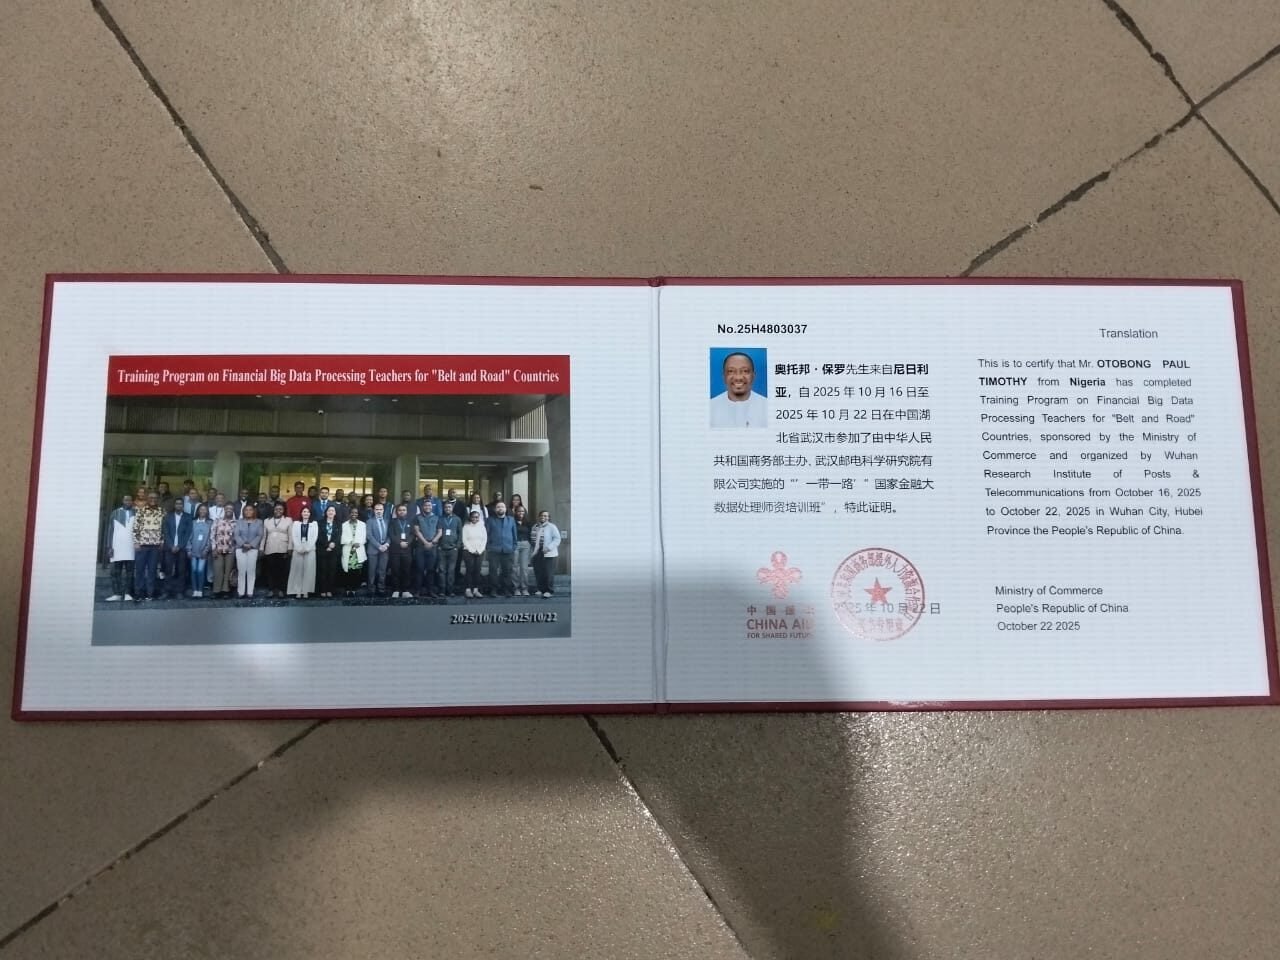 Training Program on Financial Big Data Processing Teachers for "Belt and Road" Countries
2025/10/16-2025/10/22
No.25H4803037
奥托邦·保罗先生来自尼日利
亚，自 2025 年 10 月 16 日至
2025 年 10 月 22 日在中国湖
北省武汉市参加了由中华人民
共和国商务部主办、武汉邮电科学研究院有
限公司实施的“‘一带一路’”国家金融大
数据处理师资培训班”，特此证明。
中国援
CHINA AID
FOR SHARED FUTURE
2025 年 10 月 22 日
Translation
This is to certify that Mr. OTOBONG PAUL
TIMOTHY from Nigeria has completed
Training Program on Financial Big Data
Processing Teachers for "Belt and Road"
Countries, sponsored by the Ministry of
Commerce and organized by Wuhan
Research Institute of Posts &
Telecommunications from October 16, 2025
to October 22, 2025 in Wuhan City, Hubei
Province the People's Republic of China.
Ministry of Commerce
People's Republic of China
October 22 2025